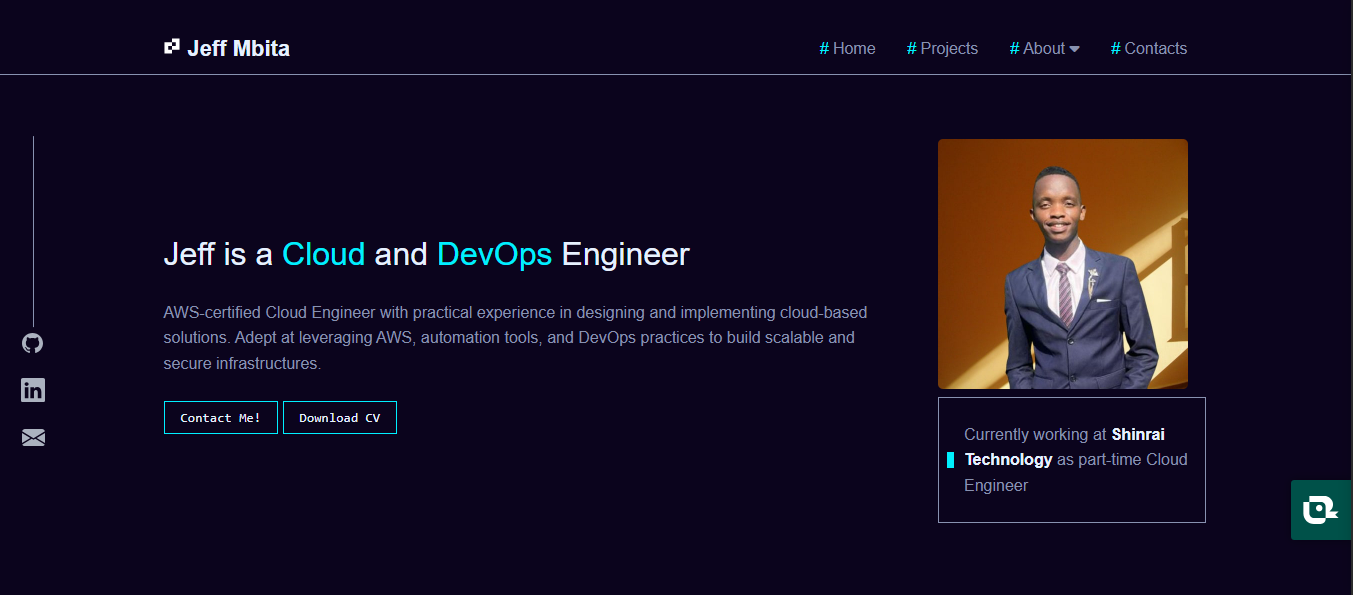 Jeff Mbita
# Home # Projects # About # Contacts
Jeff is a Cloud and DevOps Engineer
AWS-certified Cloud Engineer with practical experience in designing and implementing cloud-based
solutions. Adept at leveraging AWS, automation tools, and DevOps practices to build scalable and
secure infrastructures.
Contact Me! Download CV
in
Currently working at Shinrai
Technology as part-time Cloud
Engineer